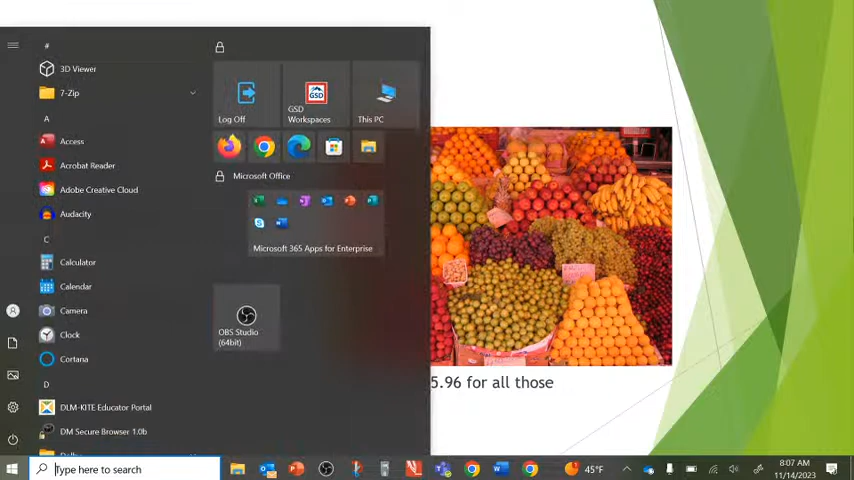 #
3D Viewer
7-Zip
A
Access
Acrobat Reader
Adobe Creative Cloud
Audacity
C
Calculator
Calendar
Camera
Clock
Cortana
D
DLM-KITE Educator Portal
DM Secure Browser 1.0b
Log Off
GSD
GSD
Workspaces
This PC
Microsoft Office
Microsoft 365 Apps for Enterprise
OBS Studio
(64bit)
5.96 for all those
Type here to search
45°F
8:07 AM
11/14/2023